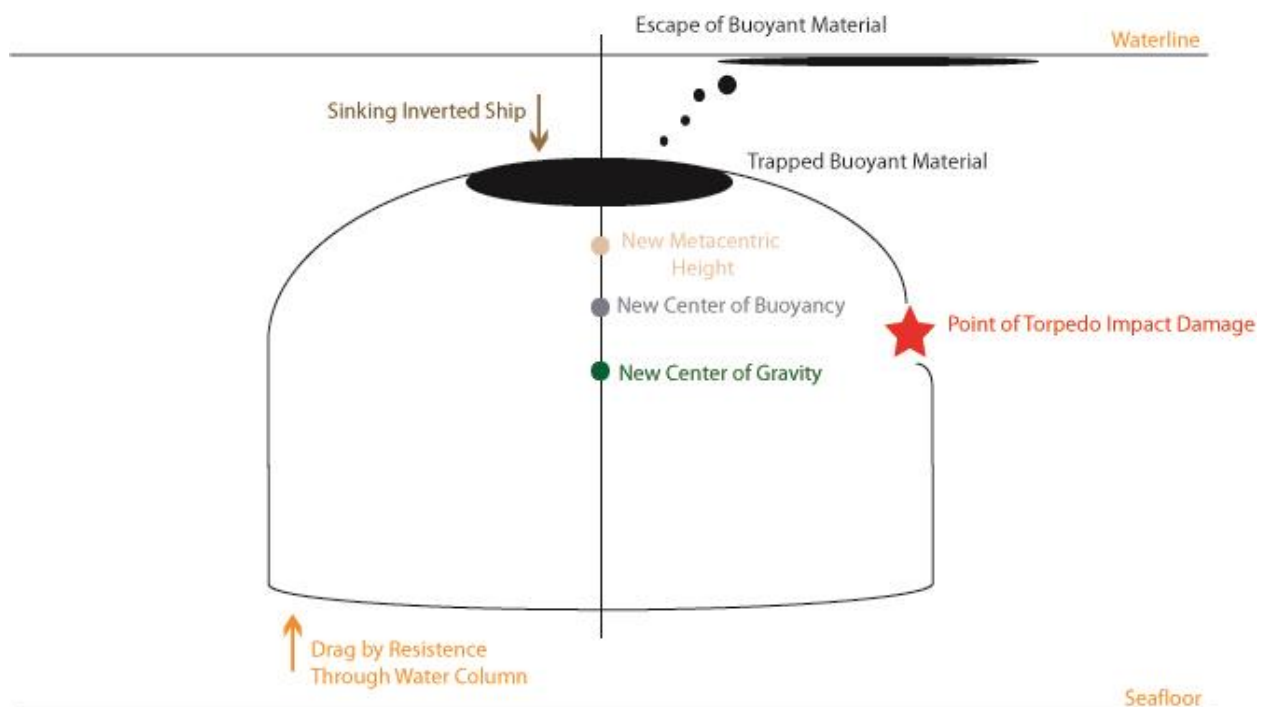 Escape of Buoyant Material
Waterline
Sinking Inverted Ship
Trapped Buoyant Material
New Metacentric
Height
New Center of Buoyancy
Point of Torpedo Impact Damage
New Center of Gravity
Drag by Resistence
Through Water Column
Seafloor